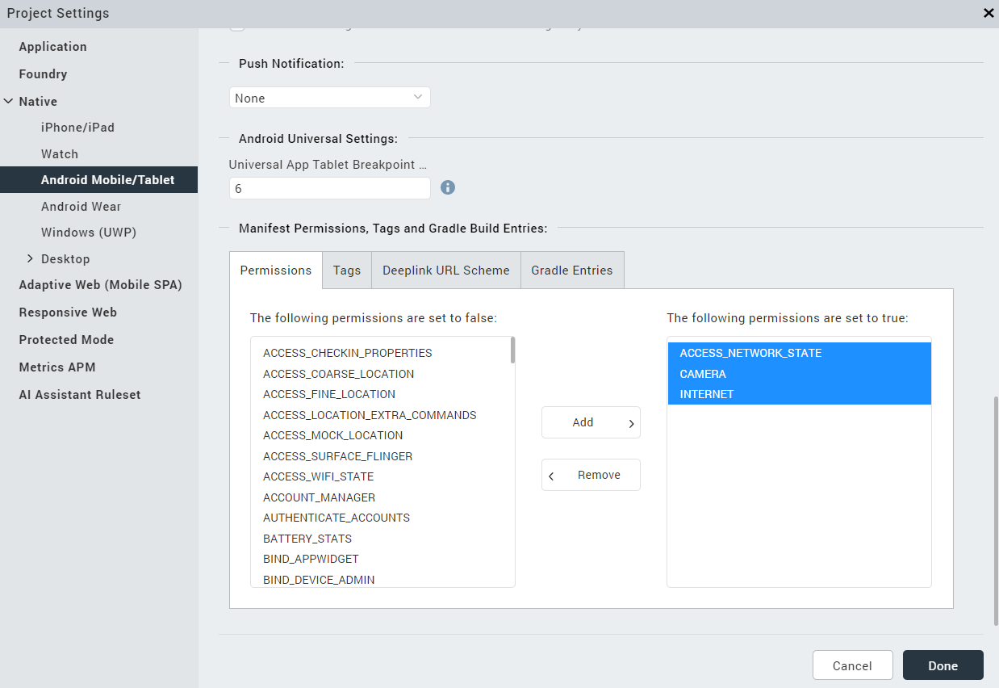 Project Settings
Application
Foundry
Native
iPhone/iPad
Watch
Android Mobile/Tablet
Android Wear
Windows (UWP)
Desktop
Adaptive Web (Mobile SPA)
Responsive Web
Protected Mode
Metrics APM
AI Assistant Ruleset
Push Notification:
None
Android Universal Settings:
Universal App Tablet Breakpoint ...
6
Manifest Permissions, Tags and Gradle Build Entries:
Permissions Tags Deeplink URL Scheme Gradle Entries
The following permissions are set to false:
ACCESS_CHECKIN_PROPERTIES
ACCESS_COARSE_LOCATION
ACCESS_FINE_LOCATION
ACCESS_LOCATION_EXTRA_COMMANDS
ACCESS_MOCK_LOCATION
ACCESS_SURFACE_FLINGER
ACCESS_WIFI_STATE
ACCOUNT_MANAGER
AUTHENTICATE_ACCOUNTS
BATTERY_STATS
BIND_APPWIDGET
BIND_DEVICE_ADMIN
Add
Remove
The following permissions are set to true:
ACCESS_NETWORK_STATE
CAMERA
INTERNET
Cancel
Done